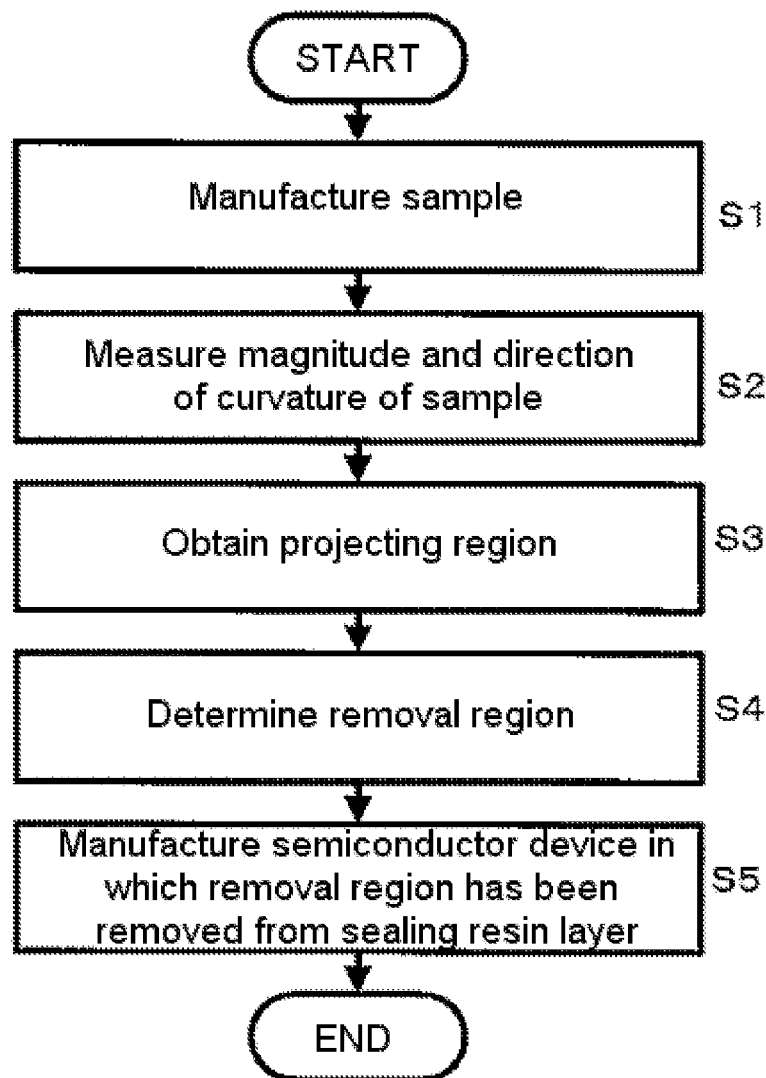 START
Manufacture sample
S1
Measure magnitude and direction
of curvature of sample
S2
Obtain projecting region
S3
Determine removal region
S4
Manufacture semiconductor device in
which removal region has been
removed from sealing resin layer
S5
END